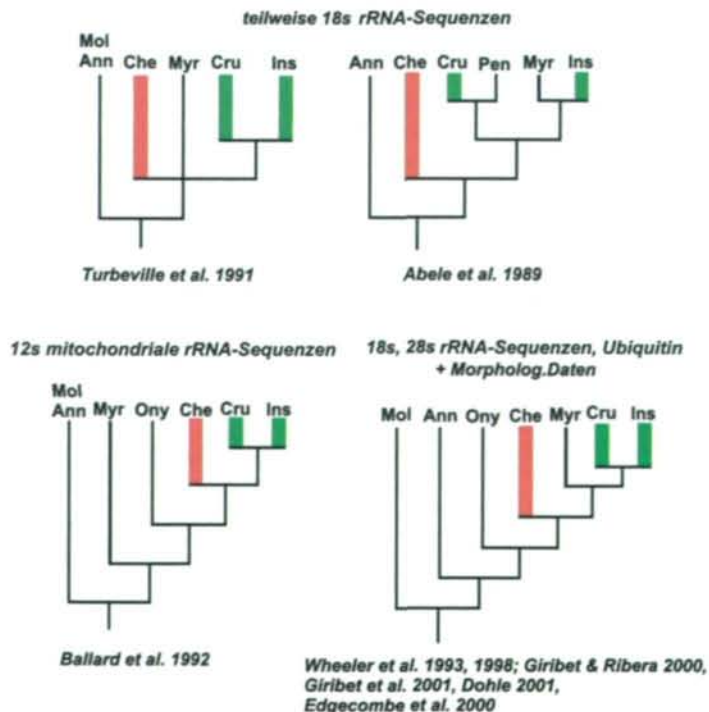 teilweise 18s rRNA-Sequenzen
Mol
Ann Che Myr Cru Ins
Ann Che Cru Pen Myr Ins
Turbeville et al. 1991
Abele et al. 1989
12s mitochondriale rRNA-Sequenzen
18s, 28s rRNA-Sequenzen, Ubiquitin
+ Morpholog.Daten
Mol
Ann Myr Ony Che Cru Ins
Mol Ann Ony Che Myr Cru Ins
Ballard et al. 1992
Wheeler et al. 1993, 1998; Giribet & Ribera 2000,
Giribet et al. 2001, Dohle 2001,
Edgecombe et al. 2000